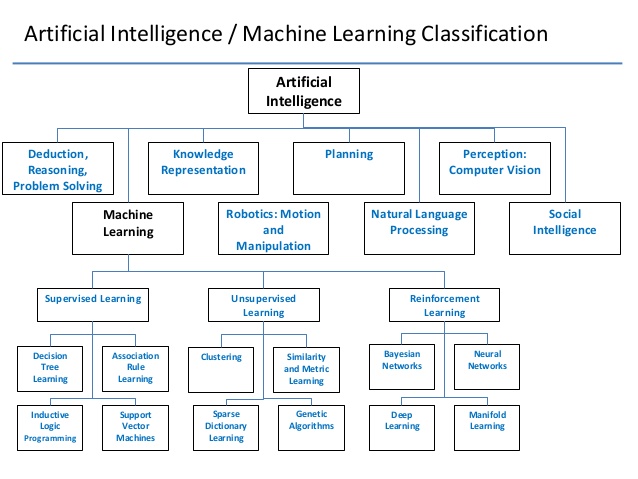 Artificial Intelligence / Machine Learning Classification
Artificial
Intelligence
Deduction,
Reasoning,
Problem Solving
Knowledge
Representation
Planning
Perception:
Computer Vision
Machine
Learning
Robotics: Motion
and
Manipulation
Natural Language
Processing
Social
Intelligence
Supervised Learning
Unsupervised
Learning
Reinforcement
Learning
Decision
Tree
Learning
Association
Rule
Learning
Clustering
Similarity
and Metric
Learning
Bayesian
Networks
Neural
Networks
Inductive
Logic
Programming
Support
Vector
Machines
Sparse
Dictionary
Learning
Genetic
Algorithms
Deep
Learning
Manifold
Learning